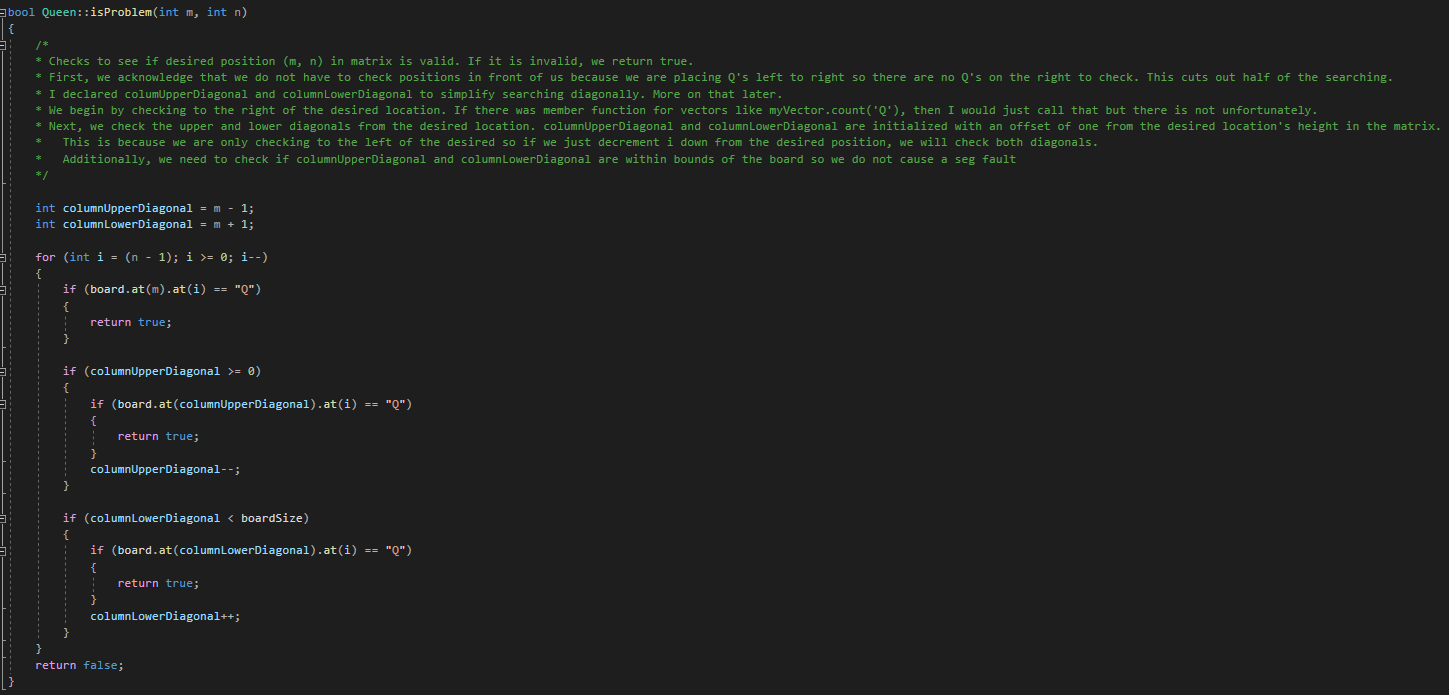 bool Queen::isProblem(int m, int n)
{
/*
* Checks to see if desired position (m, n) in matrix is valid. If it is invalid, we return true.
* First, we acknowledge that we do not have to check positions in front of us because we are placing Q's left to right so there are no Q's on the right to check. This cuts out half of the searching.
* I declared columUpperDiagonal and columnLowerDiagonal to simplify searching diagonally. More on that later.
* We begin by checking to the right of the desired location. If there was member function for vectors like myVector.count('Q'), then I would just call that but there is not unfortunately.
* Next, we check the upper and lower diagonals from the desired location. columnUpperDiagonal and columnLowerDiagonal are initialized with an offset of one from the desired location's height in the matrix.
*   This is because we are only checking to the left of the desired so if we just decrement i down from the desired position, we will check both diagonals.
*   Additionally, we need to check if columnUpperDiagonal and columnLowerDiagonal are within bounds of the board so we do not cause a seg fault
*/
int columnUpperDiagonal = m - 1;
int columnLowerDiagonal = m + 1;
for (int i = (n - 1); i >= 0; i--)
{
if (board.at(m).at(i) == "Q")
{
return true;
}
if (columnUpperDiagonal >= 0)
{
if (board.at(columnUpperDiagonal).at(i) == "Q")
{
return true;
}
columnUpperDiagonal--;
}
if (columnLowerDiagonal < boardSize)
{
if (board.at(columnLowerDiagonal).at(i) == "Q")
{
return true;
}
columnLowerDiagonal++;
}
}
return false;
}